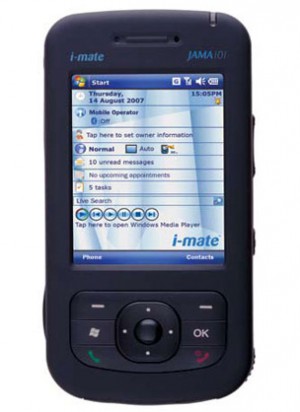 i-mate JAMA 101
Start 
Thursday,
14 August 2007 15:05PM
Mobile Operator
Off
Tap here to set owner information
Normal Auto
10 unread messages
No upcoming appointments
5 tasks
Live Search
Tap here to open Windows Media Player
i-mate
Phone Contacts
OK